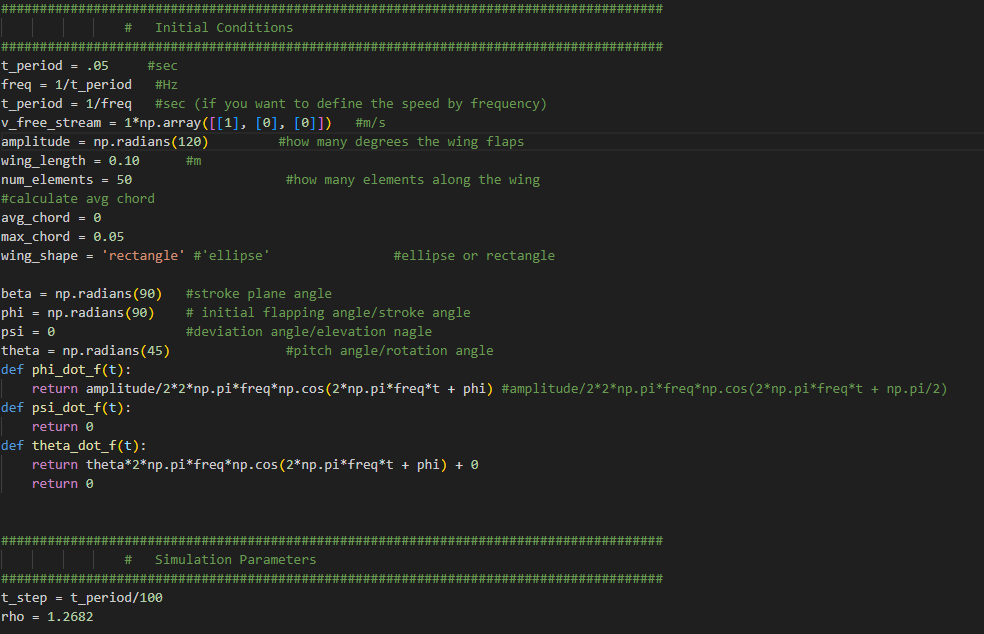 ######################################################################################
# Initial Conditions
######################################################################################
t_period = .05 #sec
freq = 1/t_period #Hz
t_period = 1/freq #sec (if you want to define the speed by frequency)
v_free_stream = 1*np.array([[1], [0], [0]]) #m/s
amplitude = np.radians(120) #how many degrees the wing flaps
wing_length = 0.10 #m
num_elements = 50 #how many elements along the wing
#calculate avg chord
avg_chord = 0
max_chord = 0.05
wing_shape = 'rectangle' #'ellipse' #ellipse or rectangle
beta = np.radians(90) #stroke plane angle
phi = np.radians(90) # initial flapping angle/stroke angle
psi = 0 #deviation angle/elevation nagle
theta = np.radians(45) #pitch angle/rotation angle
def phi_dot_f(t):
return amplitude/2*2*np.pi*freq*np.cos(2*np.pi*freq*t + phi) #amplitude/2*2*np.pi*freq*np.cos(2*np.pi*freq*t + np.pi/2)
def psi_dot_f(t):
return 0
def theta_dot_f(t):
return theta*2*np.pi*freq*np.cos(2*np.pi*freq*t + phi) + 0
return 0
######################################################################################
# Simulation Parameters
######################################################################################
t_step = t_period/100
rho = 1.2682